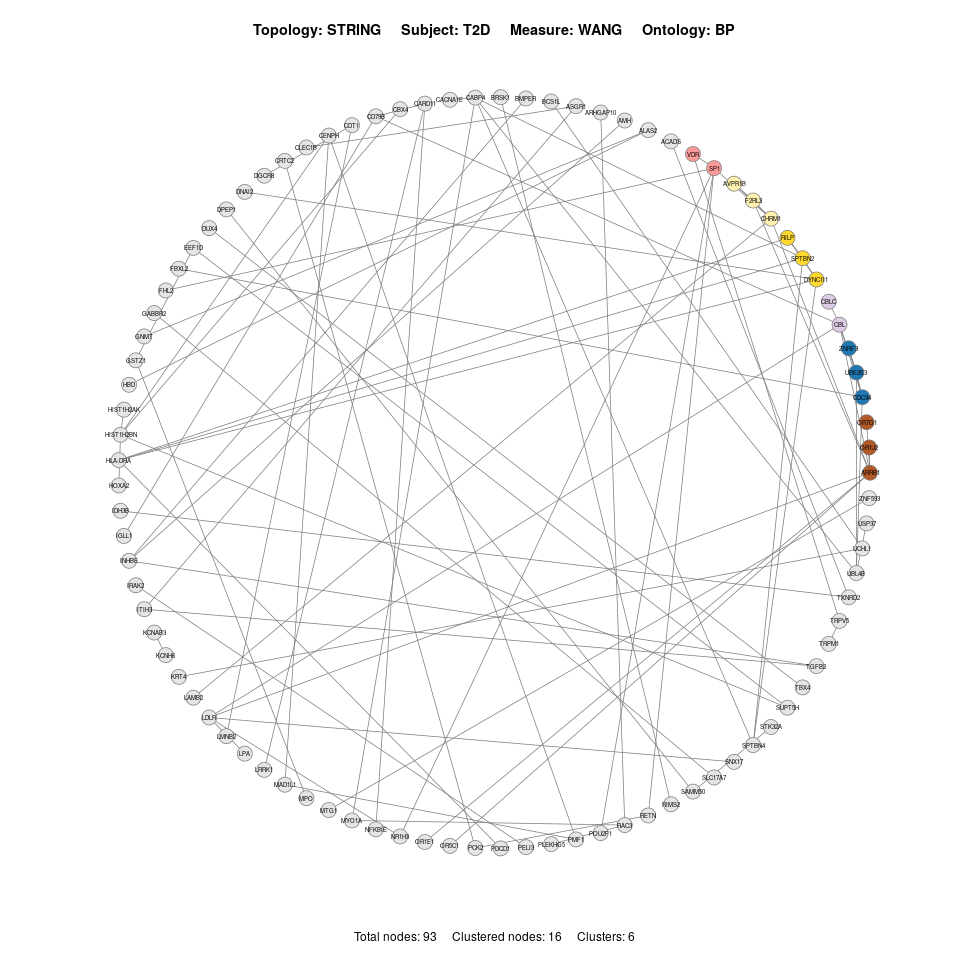 Topology: STRING Subject: T2D Measure: WANG Ontology: BP
CACNA1E
CABP4
BRSK1
BMPER
BCS1L
ASGR1
ARHGAP10
AMH
ALAS2
ACADS
VDR
SP1
AVPR1B
F2RL3
CHRM1
RILP
SPTBN2
DYNC1I1
CBLC
CBL
ZNRF3
UBE2E3
CDC34
OR7G1
OR1J2
ARRB1
ZNF593
USP37
UCHL1
UBL4B
TXNRD2
TRPV5
TRPM1
TGFB2
TBX4
SUPT5H
STK32A
SPTBN4
SNX17
SLC17A7
SAMM50
RIMS2
RETN
RAC3
POU2F1
PMF1
PLEKHG5
PELI3
PDCD1
PCK2
OR5C1
OR1E1
NR1H3
NFKBIE
MYO1A
MTG1
MPO
MAD1L1
LRRK1
LPA
LMNB2
LDLR
LAMB2
KRT4
KCNH6
KCNAB3
ITIH3
IRAK2
INHBE
IGLL1
IDH3B
HOXA2
HLA-DRA
HIST1H2BN
HIST1H2AK
HBD
GSTZ1
GNMT
GABBR2
FHL2
FBXL2
EEF1D
DUX4
DPEP1
DNAI2
DGCR8
CRTC2
CLEC1B
CENPH
CDT1
CD79B
CBX4
CARD11
Total nodes: 93 Clustered nodes: 16 Clusters: 6